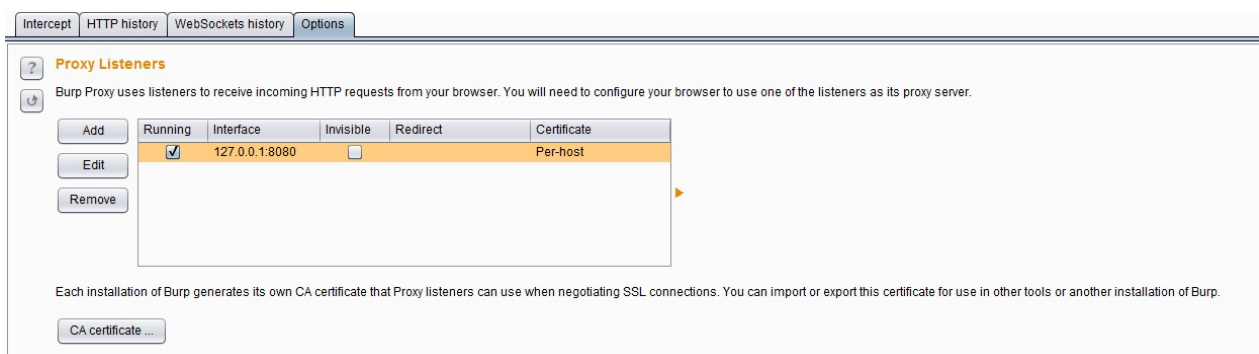 Intercept HTTP history WebSockets history Options
? Proxy Listeners
Burp Proxy uses listeners to receive incoming HTTP requests from your browser. You will need to configure your browser to use one of the listeners as its proxy server.
Add Running Interface Invisible Redirect Certificate
127.0.0.1:8080 Per-host
Edit
Remove
Each installation of Burp generates its own CA certificate that Proxy listeners can use when negotiating SSL connections. You can import or export this certificate for use in other tools or another installation of Burp.
CA certificate ...